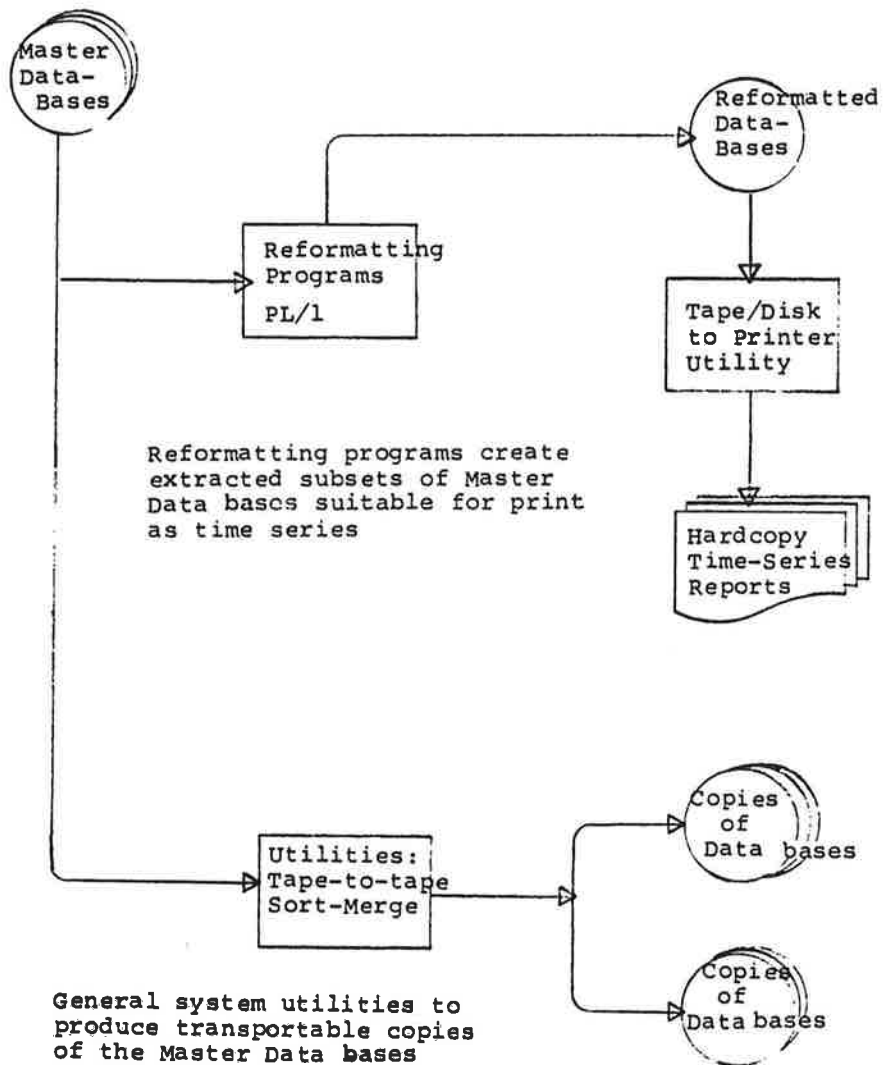 Master
Data-
Bases
Reformatted
Data-
Bases
Reformatting
Programs
PL/1
Tape/Disk
to Printer
Utility
Reformatting programs create
extracted subsets of Master
Data bases suitable for print
as time series
Hardcopy
Time-Series
Reports
Copies
of
Data bases
Utilities:
Tape-to-tape
Sort-Merge
Copies
of
Data bases
General system utilities to
produce transportable copies
of the Master Data bases